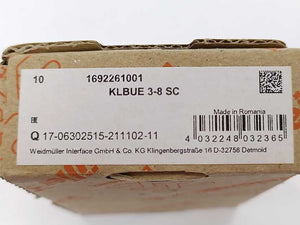 10 1692261001
KLBUE 3-8 SC
Made in Romania
Q 17-06302515-211102-11
4 032248 032365
Weidmüller Interface GmbH & Co. KG Klingenbergstraße 16 D-32758 Detmold